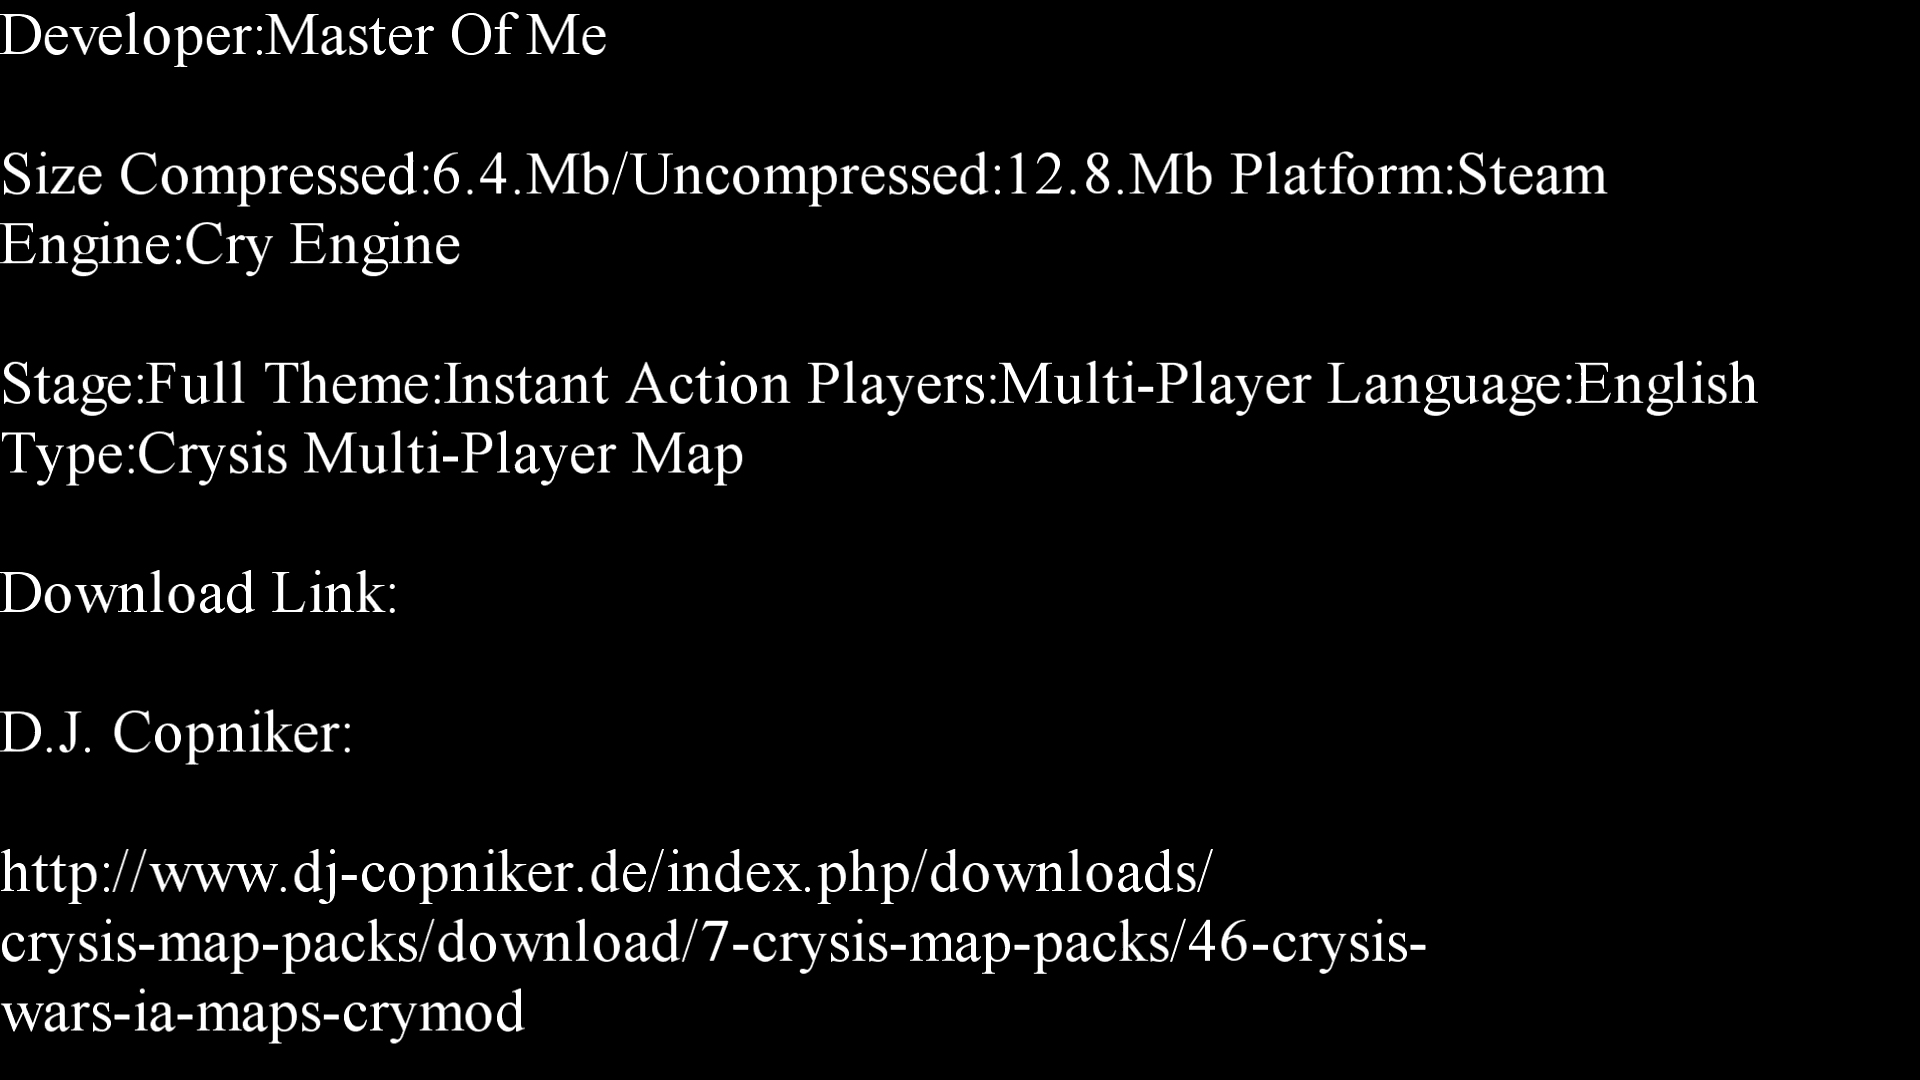 Developer:Master Of Me
Size Compressed:6.4.Mb/Uncompressed:12.8.Mb Platform:Steam
Engine:Cry Engine
Stage:Full Theme:Instant Action Players:Multi-Player Language:English
Type:Crysis Multi-Player Map
Download Link:
D.J. Copniker:
http://www.dj-copniker.de/index.php/downloads/
crysis-map-packs/download/7-crysis-map-packs/46-crysis-
wars-ia-maps-crymod